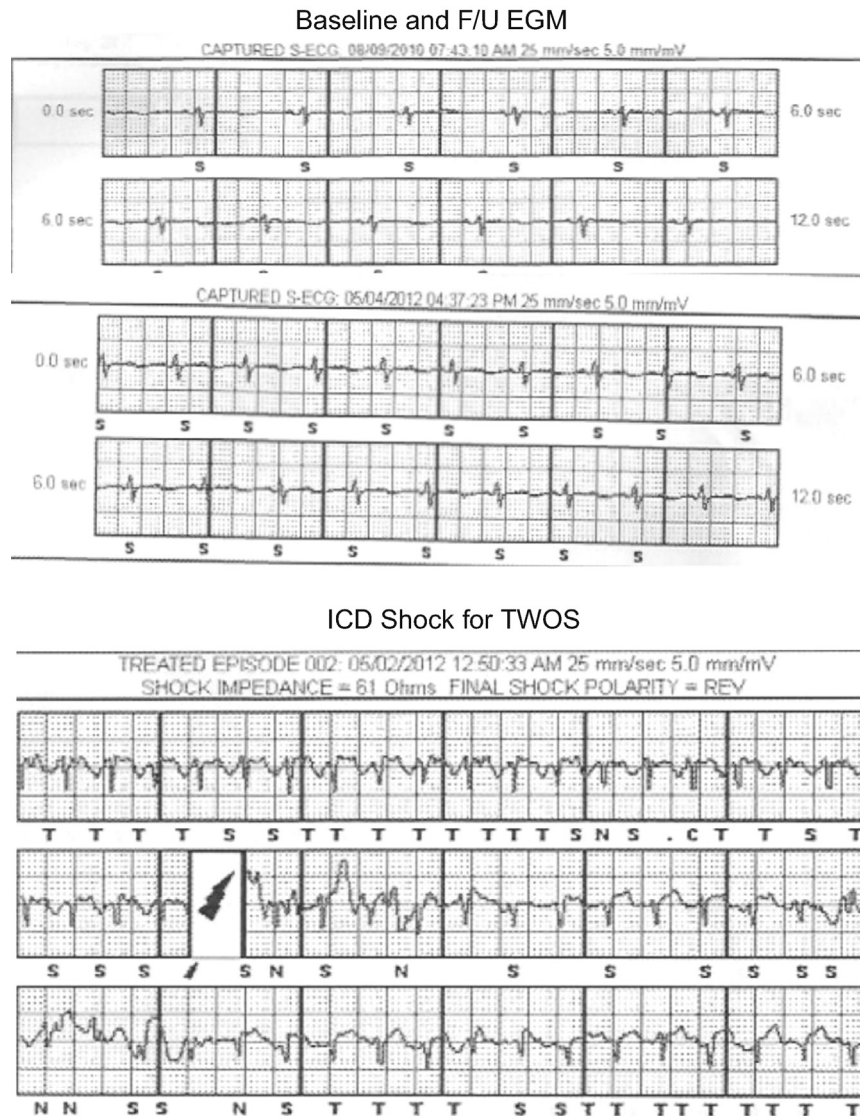 Baseline and F/U EGM
CAPTURED S-ECG: 08/09/2010 07:43:10 AM 25 mm/sec 5.0 mm/mV
0.0 sec 6.0 sec
S S S S S S
6.0 sec 12.0 sec
CAPTURED S-ECG: 05/04/2012 04:37:23 PM 25 mm/sec 5.0 mm/mV
0.0 sec 6.0 sec
S S S S S S S S S S
6.0 sec 12.0 sec
S S S S S S S S
ICD Shock for TWOS
TREATED EPISODE 002: 05/02/2012 12:50:33 AM 25 mm/sec 5.0 mm/mV
SHOCK IMPEDANCE = 61 Ohms FINAL SHOCK POLARITY = REV
T T T T S S T T T T T T T T S N S . C T T S T
S S S S N S N S S S S S S
N N S S N S T T T T S S T T T T T T T T